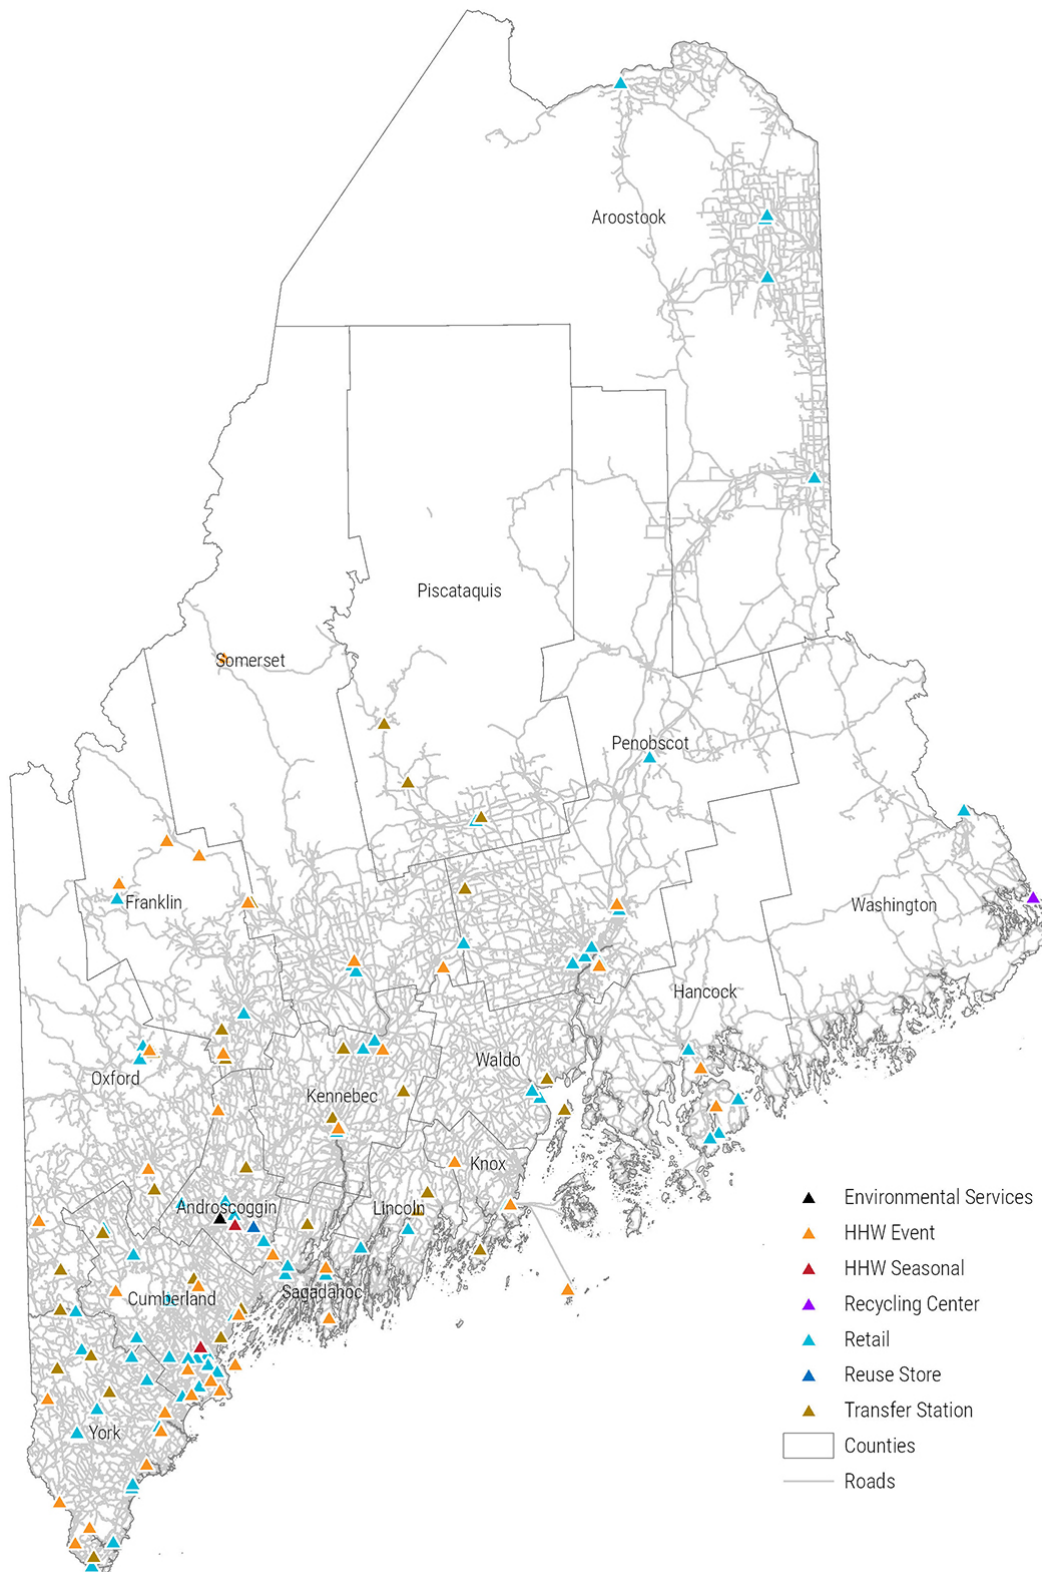 Aroostook
Piscataquis
Somerset
Penobscot
Franklin
Washington
Hancock
Oxford
Waldo
Kennebec
Knox
Androscoggin
Lincoln
Cumberland
Sagadahoc
York
Environmental Services
HHW Event
HHW Seasonal
Recycling Center
Retail
Reuse Store
Transfer Station
Counties
Roads